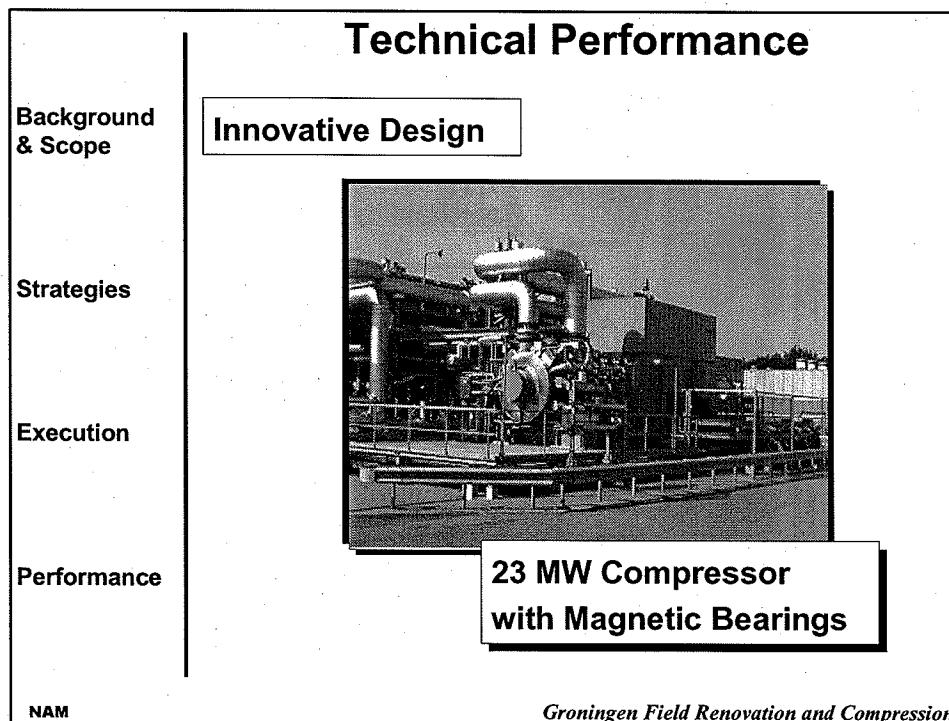 Technical Performance
Background
& Scope
Strategies
Execution
Performance
Innovative Design
23 MW Compressor
with Magnetic Bearings
NAM
Groningen Field Renovation and Compression